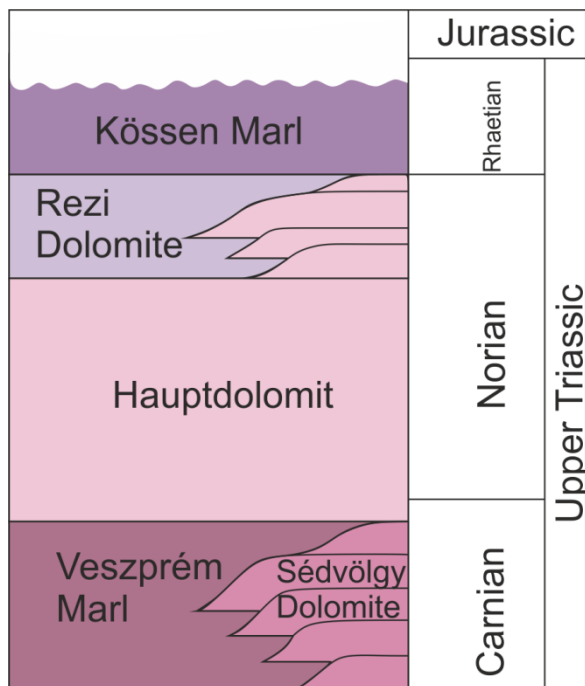 Jurassic
Kössen Marl
Rhaetian
Rezi
Dolomite
Hauptdolomit
Norian
Upper Triassic
Veszprém
Marl
Sédvölgy
Dolomite
Carnian